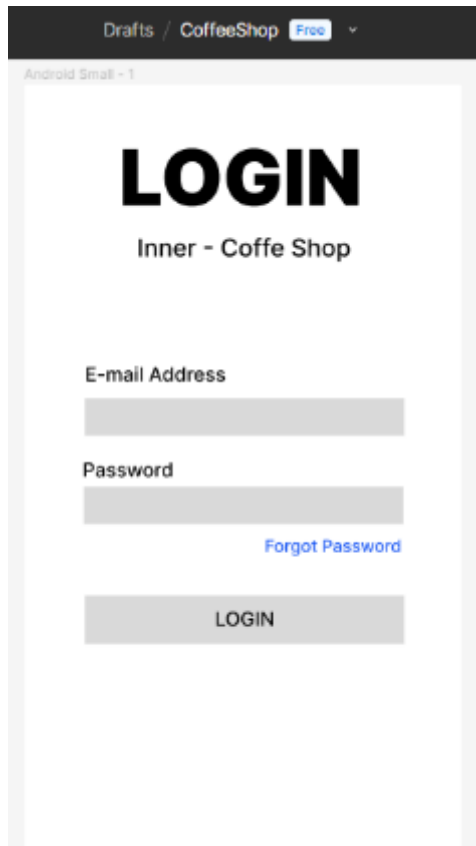 Drafts / CoffeeShop Free
Android Small - 1
LOGIN
Inner - Coffe Shop
E-mail Address
Password
Forgot Password
LOGIN